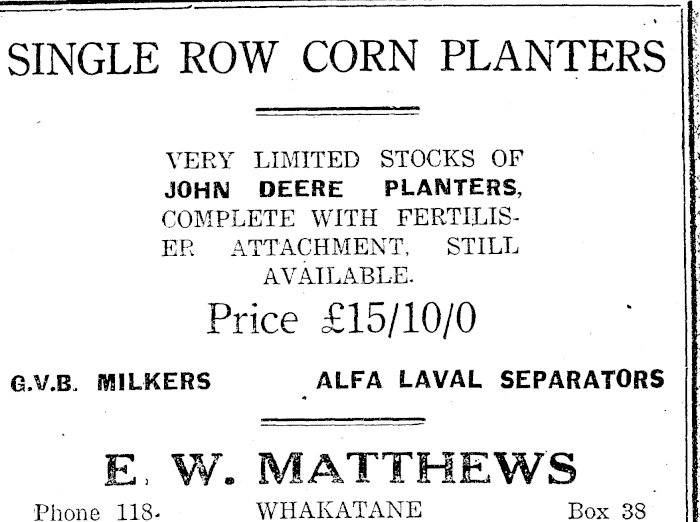 SINGLE ROW CORN PLANTERS
VERY LIMITED STOCKS OF
JOHN DEERE PLANTERS,
COMPLETE WITH FERTILIS-
ER ATTACHMENT, STILL
AVAILABLE.
Price £15/10/0
G.V.B. MILKERS ALFA LAVAL SEPARATORS
E. W. MATTHEWS
Phone 118. WHAKATANE Box 38